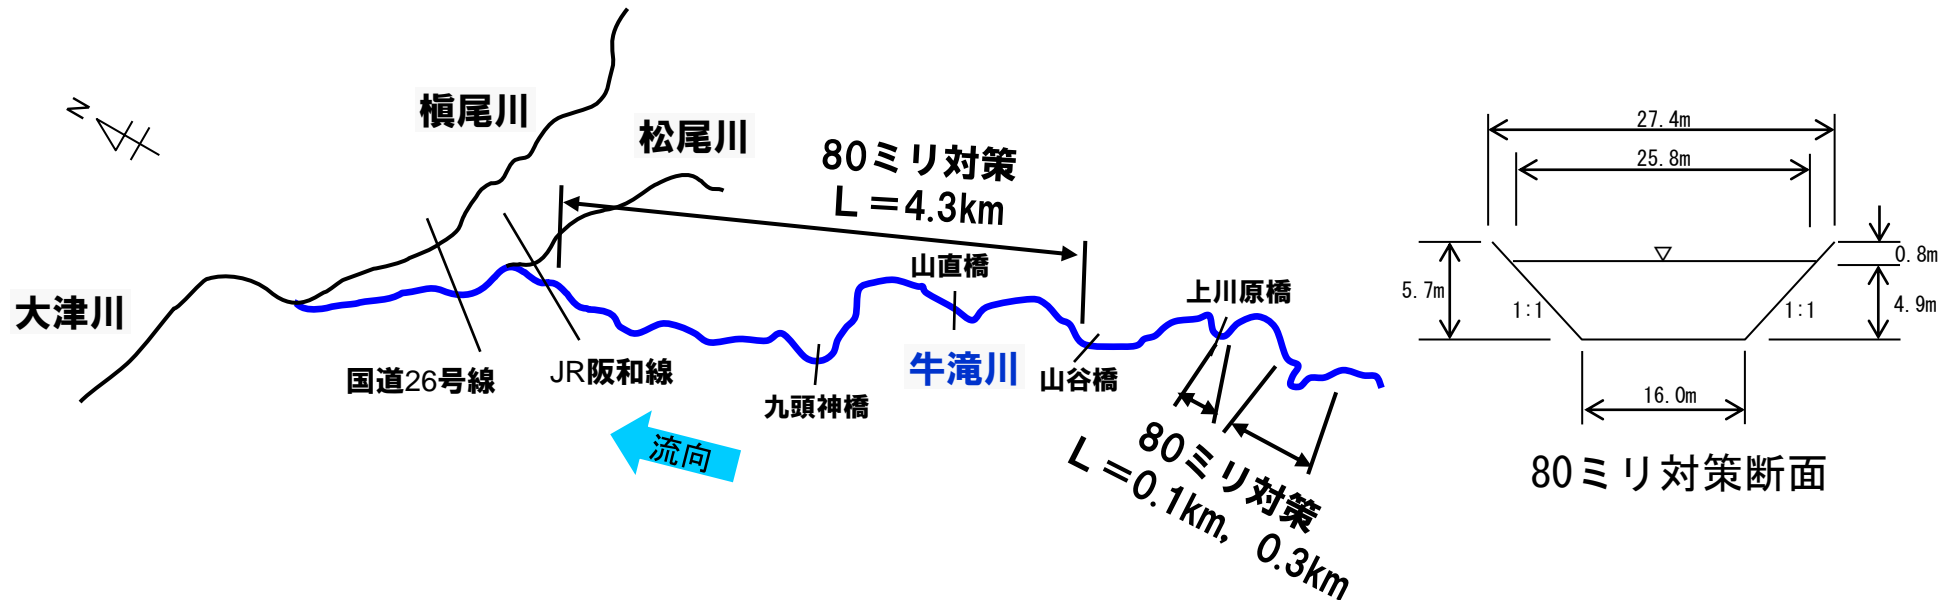 N
槇尾川
松尾川
80ミリ対策
L=4.3km
大津川
国道26号線
JR阪和線
山直橋
九頭神橋
牛滝川
山谷橋
上川原橋
流向
80ミリ対策
L=0.1km, 0.3km
27.4m
25.8m
0.8m
5.7m
4.9m
1:1
1:1
16.0m
80ミリ対策断面